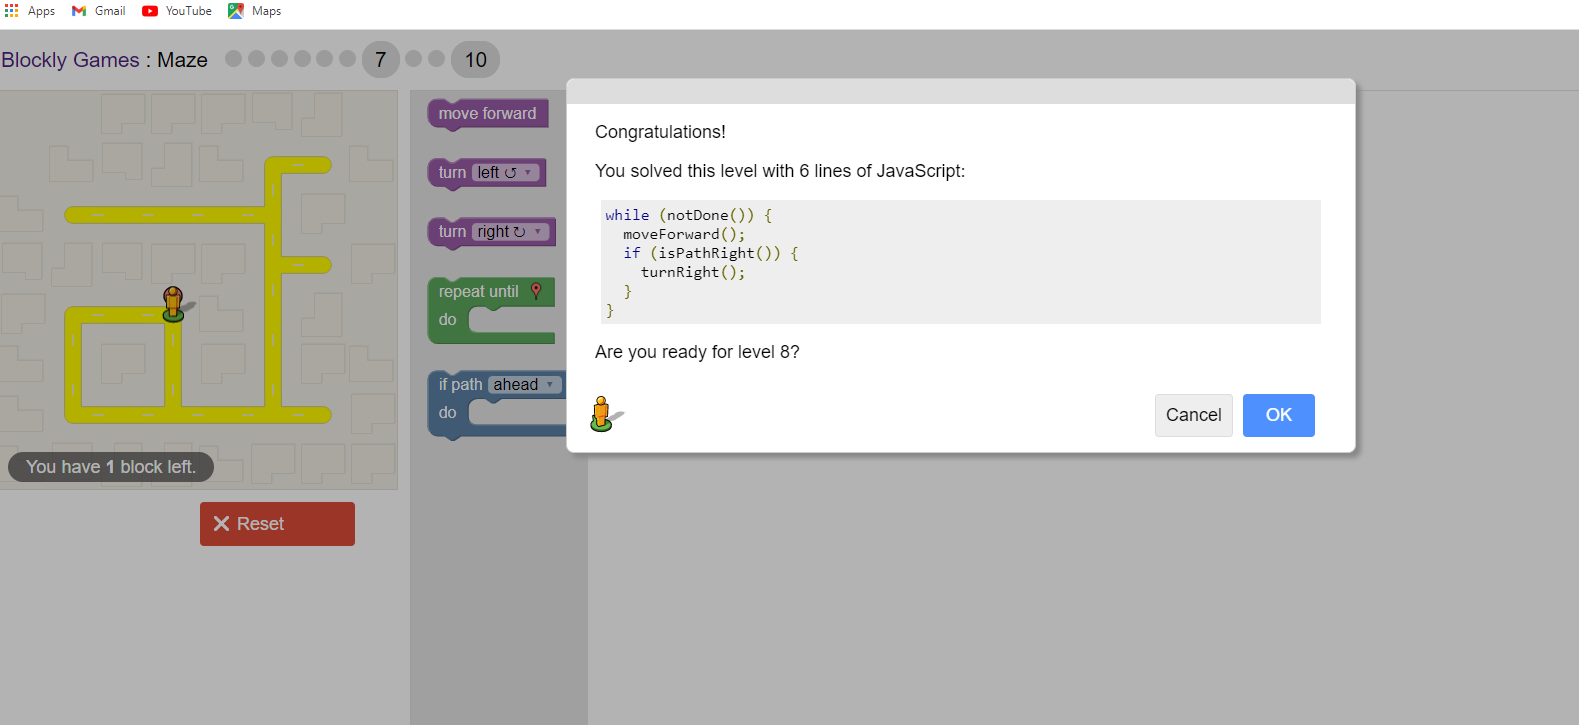 Apps Gmail YouTube Maps
Blockly Games : Maze 7 10
move forward
turn left ↺ ▼
turn right ↻ ▼
repeat until
do
if path ahead ▼
do
You have 1 block left.
Reset
Congratulations!
You solved this level with 6 lines of JavaScript:
while (notDone()) {
  moveForward();
  if (isPathRight()) {
    turnRight();
  }
}
Are you ready for level 8?
Cancel OK